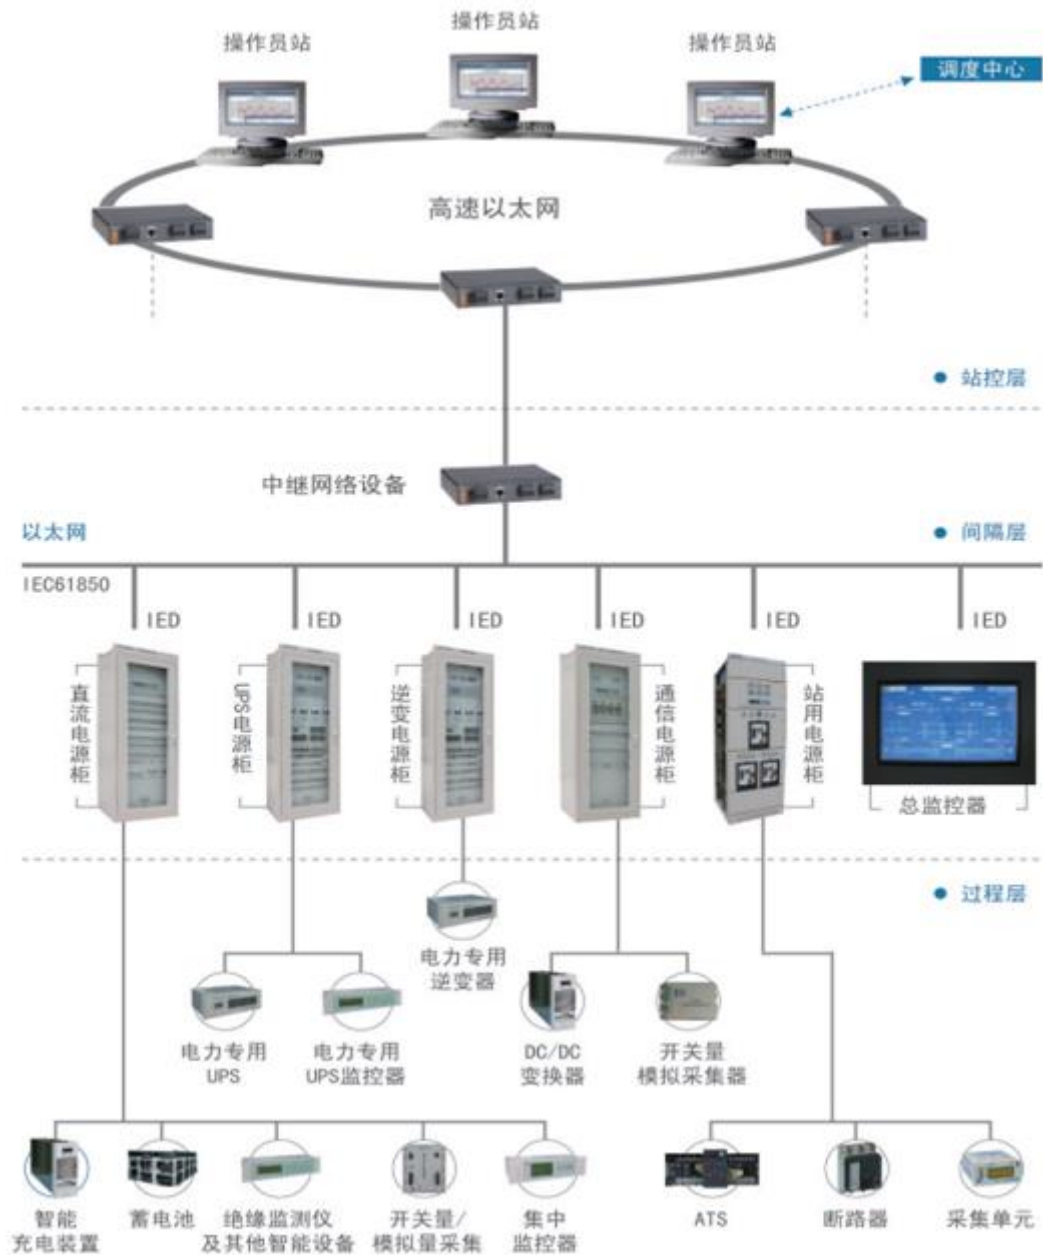 操作员站
操作员站
操作员站
调度中心
高速以太网
站控层
中继网络设备
以太网
间隔层
IEC61850
IED
IED
IED
IED
IED
IED
直流电源柜
UPS电源柜
逆变电源柜
通信电源柜
站用电源柜
总监控器
过程层
电力专用
逆变器
电力专用
UPS
电力专用
UPS监控器
DC/DC
变换器
开关量
模拟采集器
智能
充电装置
蓄电池
绝缘监测仪
及其他智能设备
开关量/
模拟量采集
集中
监控器
ATS
断路器
采集单元